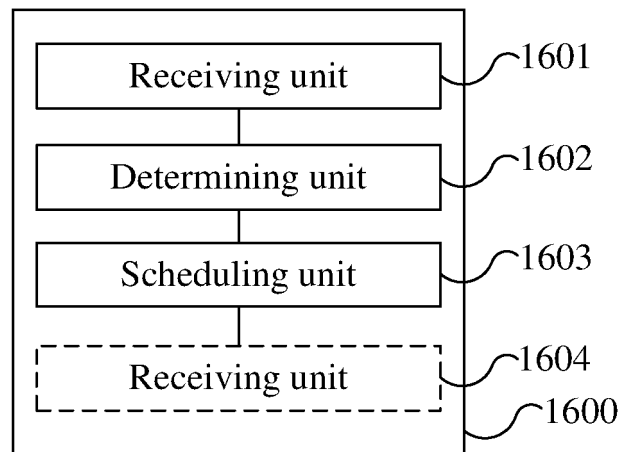 Receiving unit 1601
Determining unit 1602
Scheduling unit 1603
Receiving unit 1604
1600